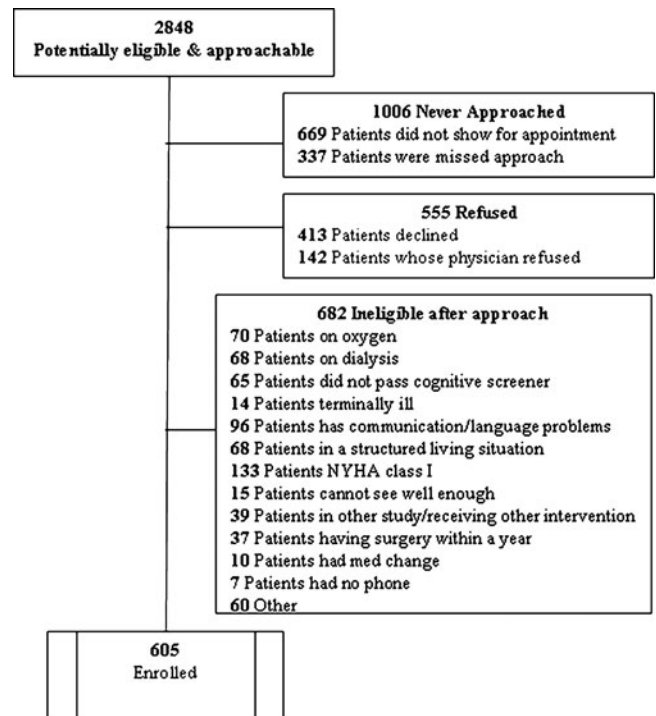 2848
Potentially eligible & approachable
1006 Never Approached
669 Patients did not show for appointment
337 Patients were missed approach
555 Refused
413 Patients declined
142 Patients whose physician refused
682 Ineligible after approach
70 Patients on oxygen
68 Patients on dialysis
65 Patients did not pass cognitive screener
14 Patients terminally ill
96 Patients has communication/language problems
68 Patients in a structured living situation
133 Patients NYHA class I
15 Patients cannot see well enough
39 Patients in other study/receiving other intervention
37 Patients having surgery within a year
10 Patients had med change
7 Patients had no phone
60 Other
605
Enrolled